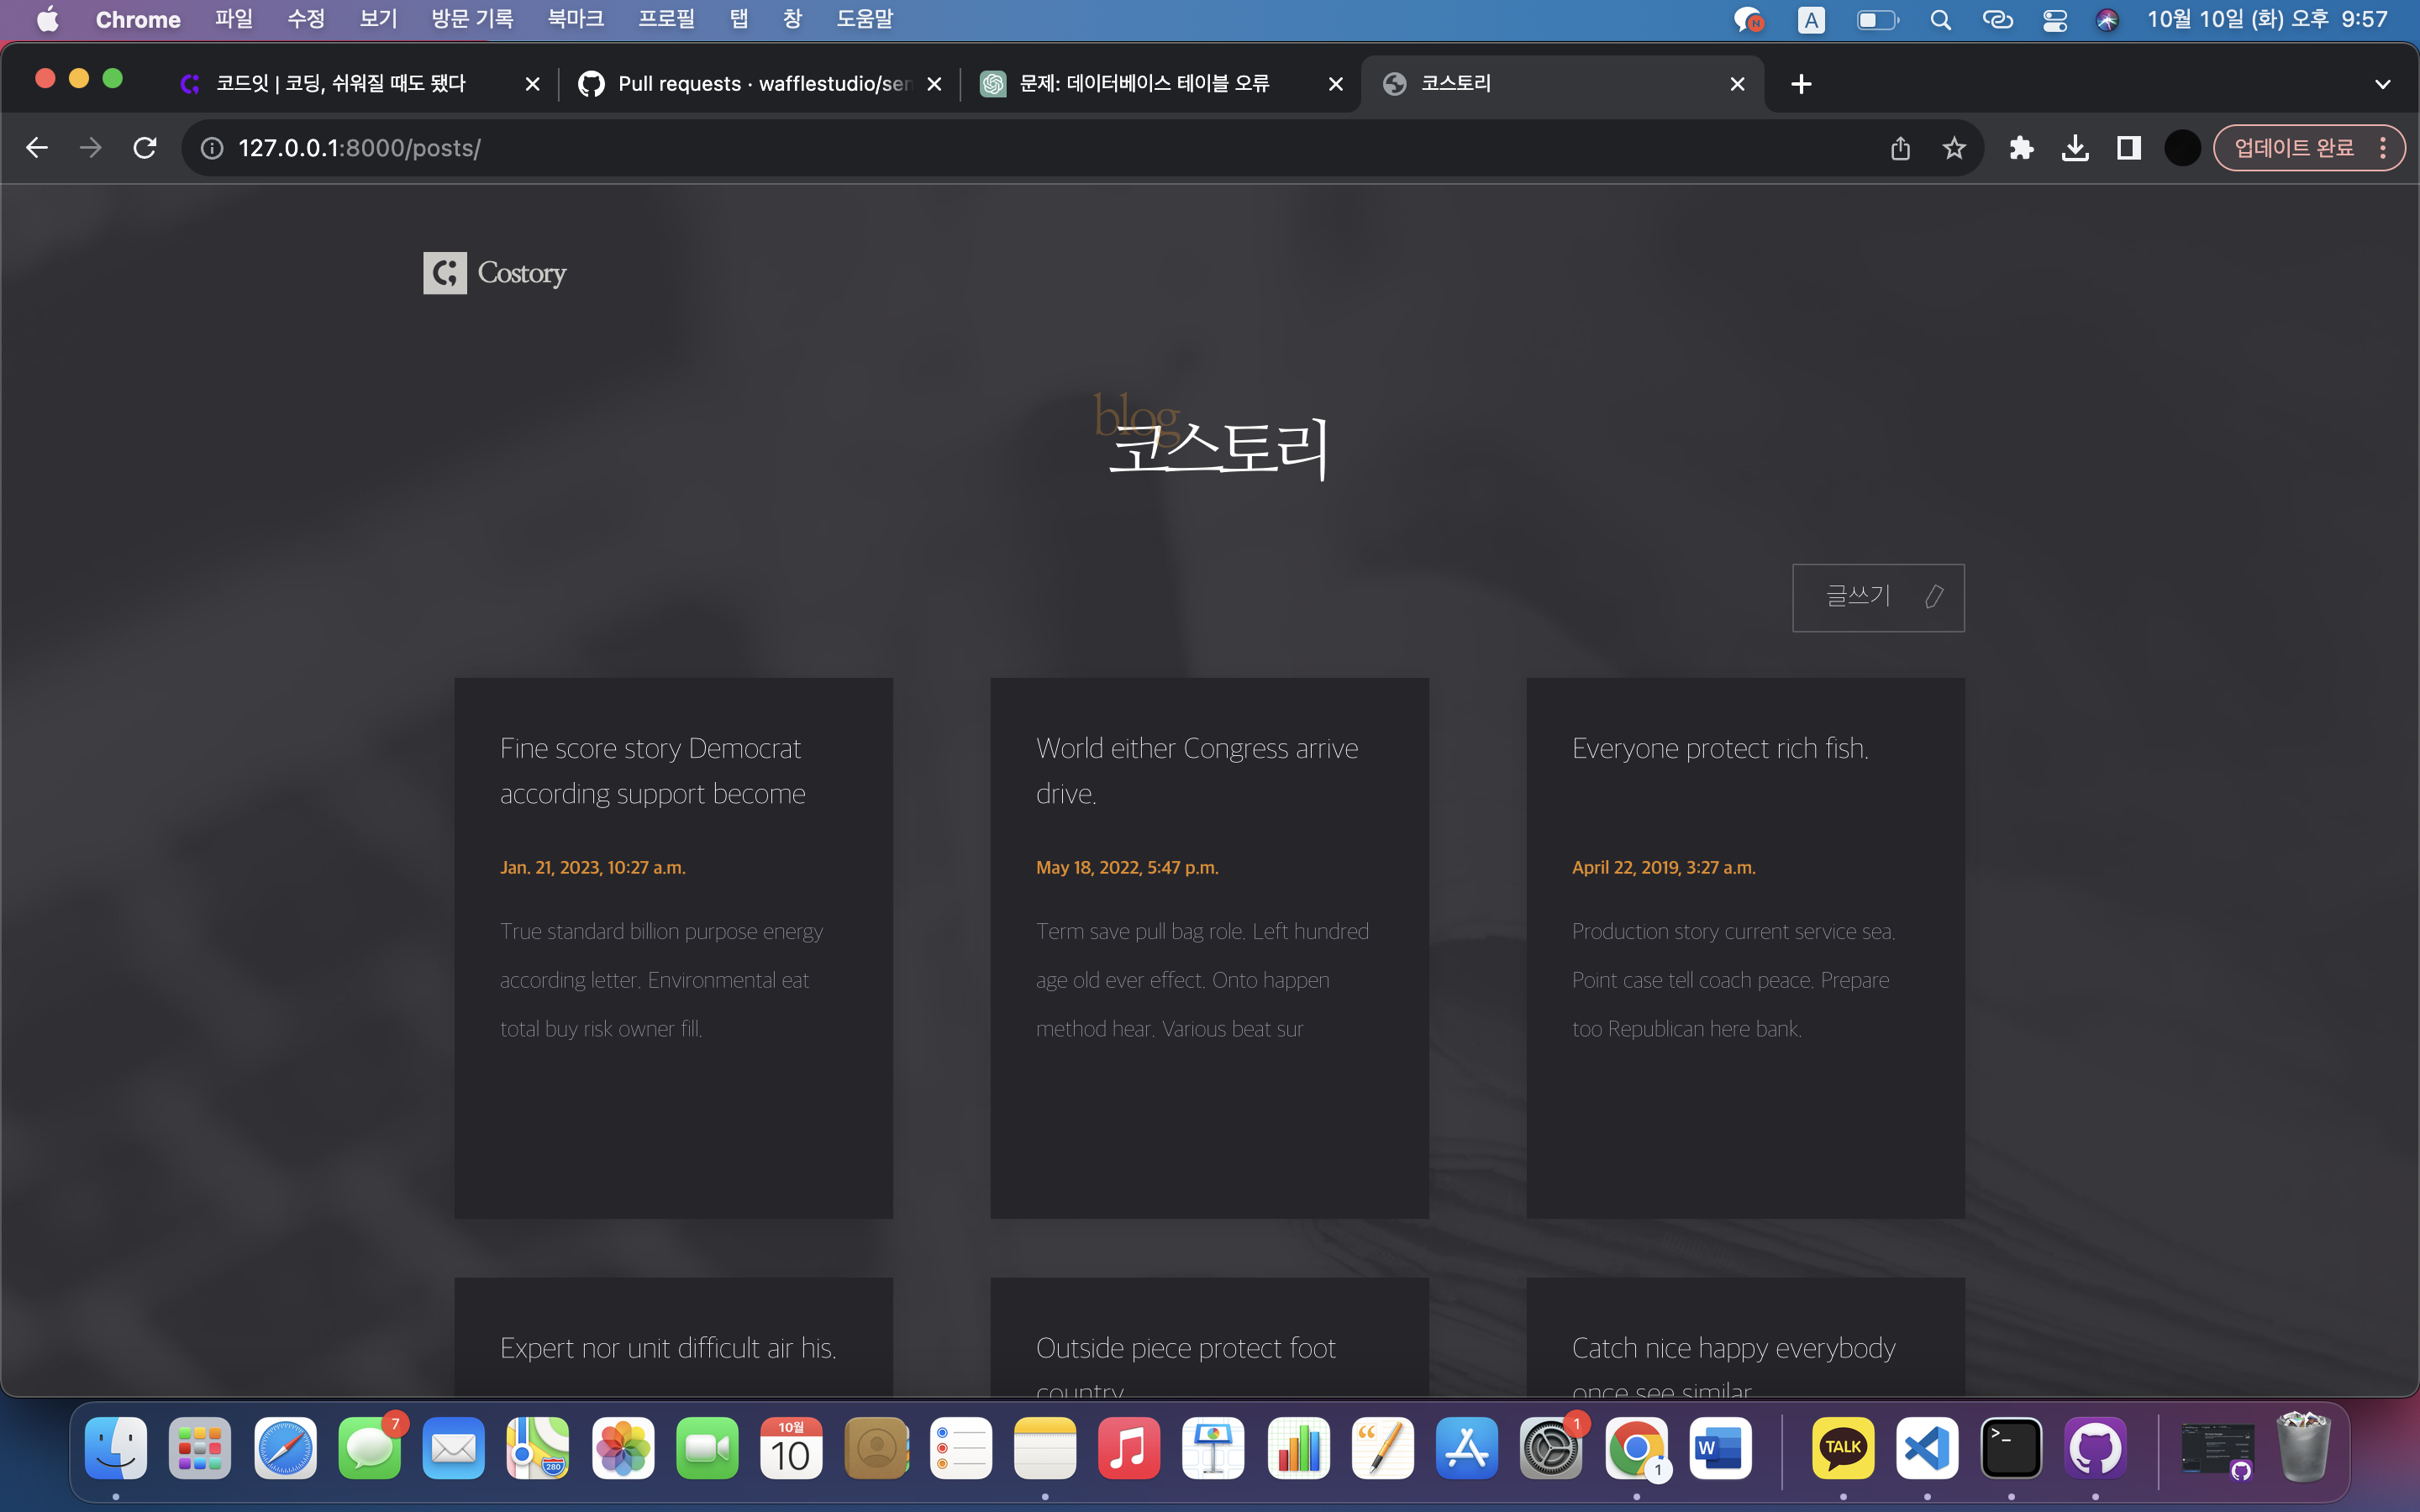 Chrome 파일 수정 보기 방문 기록 북마크 프로필 탭 창 도움말 A 10월 10일 (화) 오후 9:57
코드잇 | 코딩, 쉬워질 때도 됐다 Pull requests · wafflestudio/sen 문제: 데이터베이스 테이블 오류 코스토리
127.0.0.1:8000/posts/ 업데이트 완료
Costory
blog
코스토리
글쓰기
Fine score story Democrat
according support become
Jan. 21, 2023, 10:27 a.m.
True standard billion purpose energy
according letter. Environmental eat
total buy risk owner fill.
World either Congress arrive
drive.
May 18, 2022, 5:47 p.m.
Term save pull bag role. Left hundred
age old ever effect. Onto happen
method hear. Various beat sur
Everyone protect rich fish.
April 22, 2019, 3:27 a.m.
Production story current service sea.
Point case tell coach peace. Prepare
too Republican here bank.
Expert nor unit difficult air his.
Outside piece protect foot
country
Catch nice happy everybody
once see similar
7
280
10월
10
1
1
W
TALK
>_